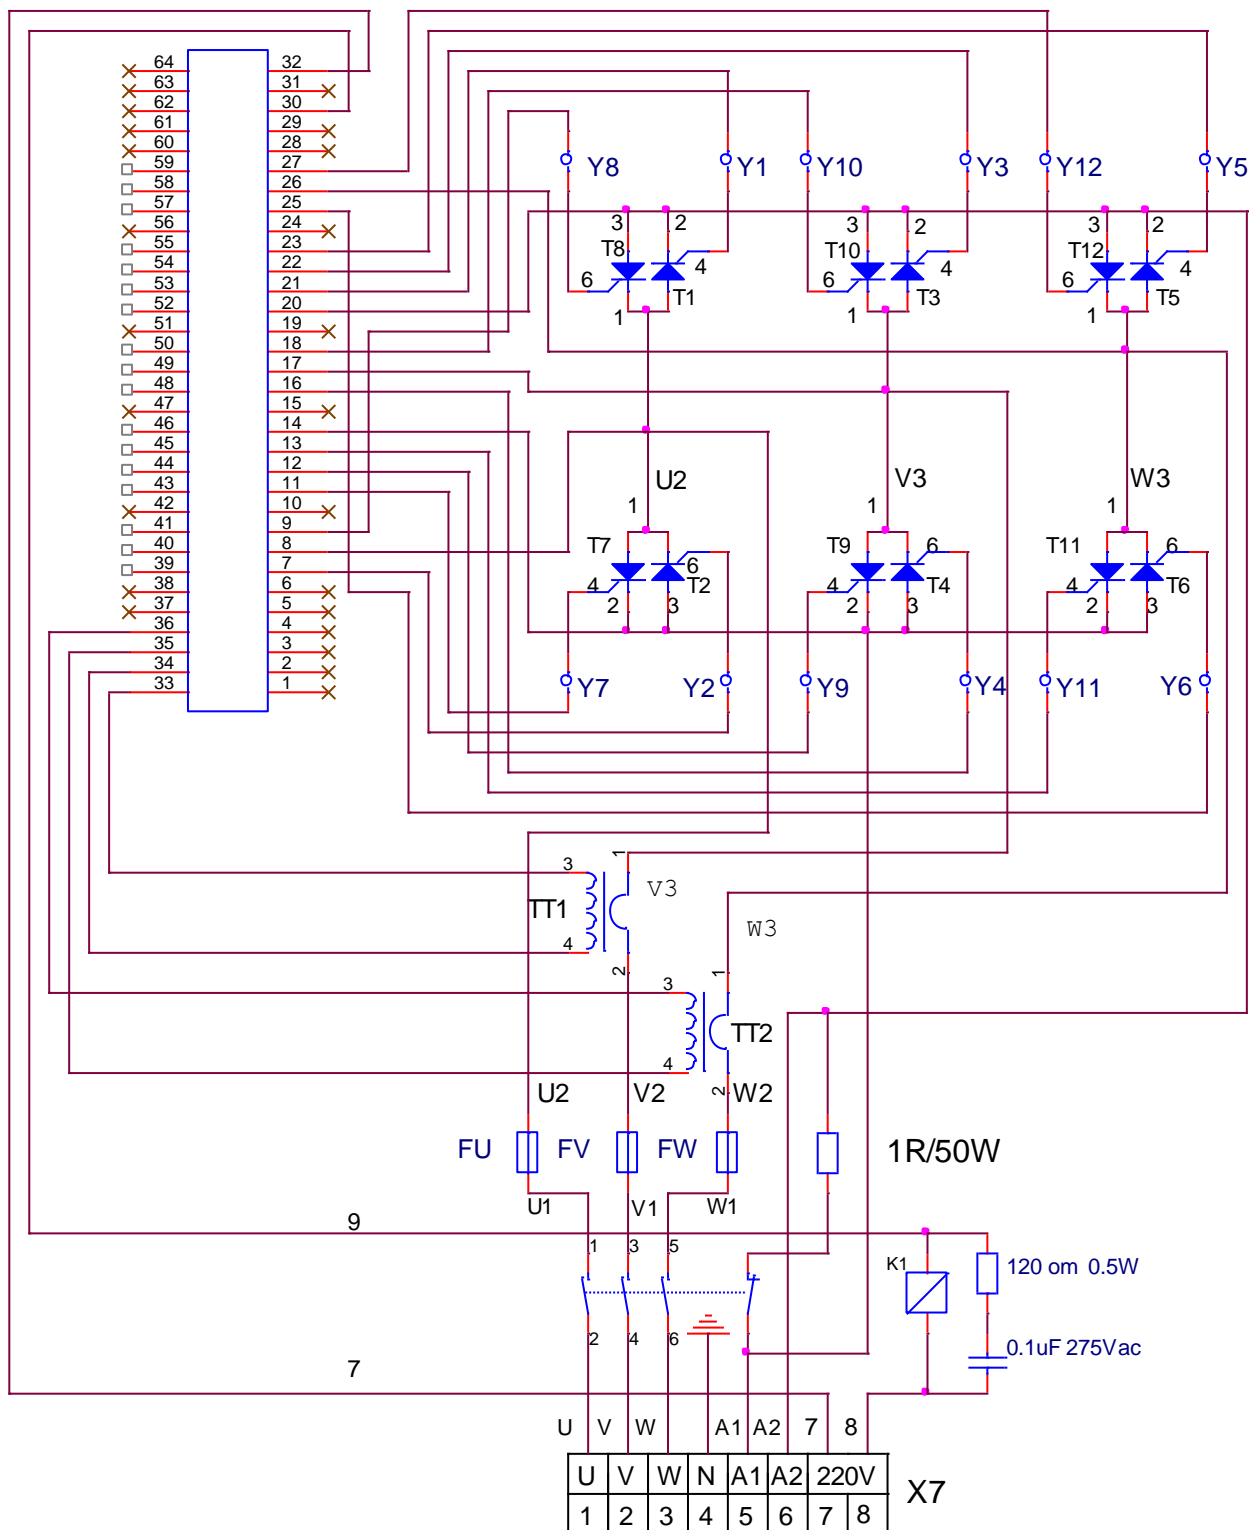 64 32
63 31
62 30
61 29
60 28
59 27
58 26
57 25
56 24
55 23
54 22
53 21
52 20
51 19
50 18
49 17
48 16
47 15
46 14
45 13
44 12
43 11
42 10
41 9
40 8
39 7
38 6
37 5
36 4
35 3
34 2
33 1
Y8 Y1 Y10 Y3 Y12 Y5
3 2 3 2 3 2
T8 T10 T12
4 4 4
6 6 6
T1 T3 T5
1 1 1
U2 V3 W3
1 1 1
T7 T9 6 T11 6
6
4 T2 4 T4 4 T6
2 3 2 3 2 3
Y7 Y2 Y9 Y4 Y11 Y6
3 1
V3
TT1
W3
4
2 1
3
TT2
4
2
U2 V2 W2
FU FV FW 1R/50W
U1 V1 W1
9
1 3 5
K1 120 om 0.5W
2 4 6
0.1uF 275Vac
7
U V W A1 A2 7 8
U V W N A1 A2 220V
X7
1 2 3 4 5 6 7 8